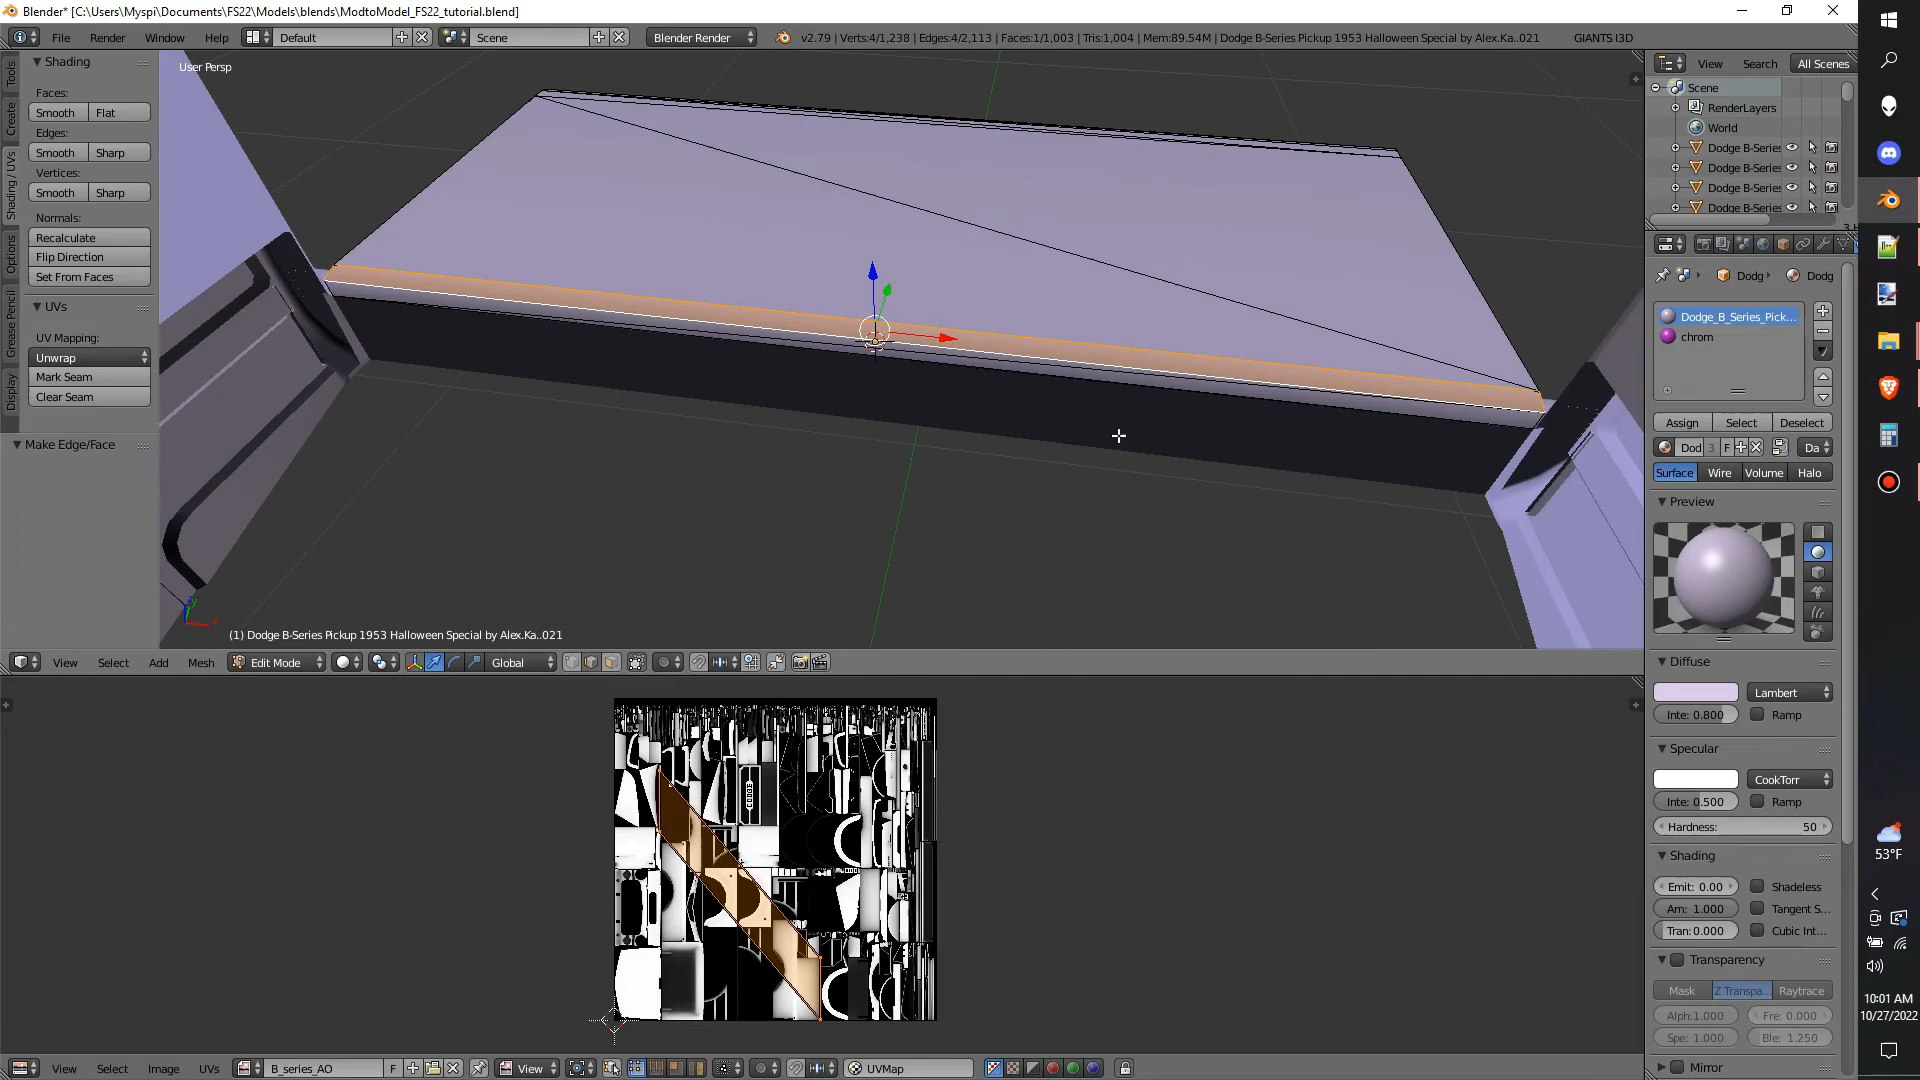 Blender* [C:\Users\Myspi\Documents\FS22\Models\blends\ModtoModel_FS22_tutorial.blend]
File Render Window Help Default Scene Blender Render v2.79 | Verts:4/1,238 | Edges:4/2,113 | Faces:1/1,003 | Tris:1,004 | Mem:89.54M | Dodge B-Series Pickup 1953 Halloween Special by Alex.Ka..021 GIANTS I3D
Tools
Create
Shading / UVs
Options
Grease Pencil
Display
Shading
Faces:
Smooth Flat
Edges:
Smooth Sharp
Vertices:
Smooth Sharp
Normals:
Recalculate
Flip Direction
Set From Faces
UVs
UV Mapping:
Unwrap
Mark Seam
Clear Seam
Make Edge/Face
User Persp
(1) Dodge B-Series Pickup 1953 Halloween Special by Alex.Ka..021
View Select Add Mesh Edit Mode Global
View Search All Scenes
Scene
RenderLayers
World
Dodge B-Series
Dodge B-Series
Dodge B-Series
Dodge B-Series
Dodg Dodg
Dodge_B_Series_Pick...
chrom
Assign Select Deselect
Dod 3 F Da
Surface Wire Volume Halo
Preview
Diffuse
Lambert
Inte: 0.800 Ramp
Specular
CookTorr
Inte: 0.500 Ramp
Hardness: 50
Shading
Emit: 0.00 Shadeless
Am: 1.000 Tangent S...
Tran:0.000 Cubic Int...
Transparency
Mask Z Transpa... Raytrace
Alph:1.000 Fre: 0.000
Spe: 1.000 Ble: 1.250
Mirror
View Select Image UVs B_series_AO F View UVMap
53°F
10:01 AM
10/27/2022